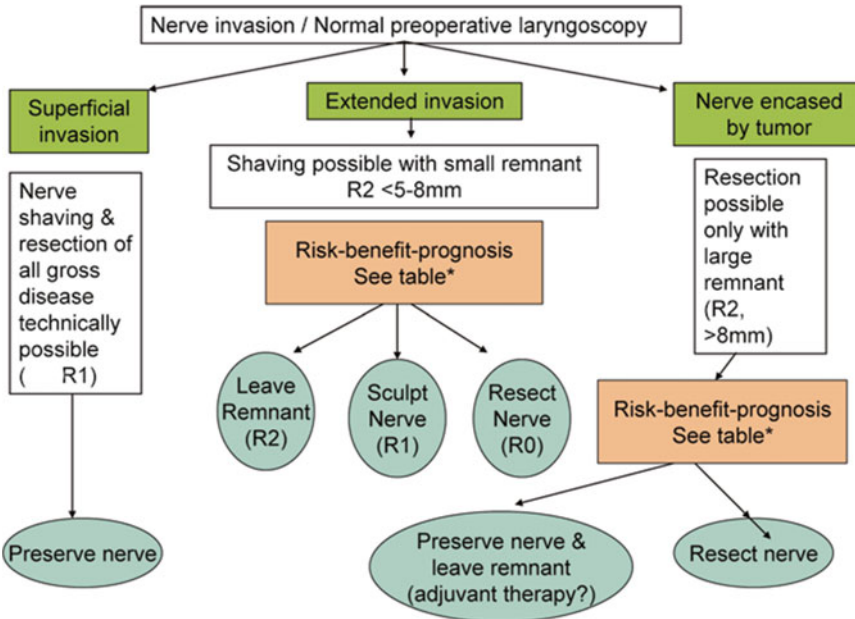 Nerve invasion / Normal preoperative laryngoscopy
Superficial
invasion
Extended invasion
Nerve encased
by tumor
Nerve
shaving &
resection of
all gross
disease
technically
possible
( R1)
Shaving possible with small remnant
R2 <5-8mm
Resection
possible
only with
large
remnant
(R2,
>8mm)
Risk-benefit-prognosis
See table*
Leave
Remnant
(R2)
Sculpt
Nerve
(R1)
Resect
Nerve
(R0)
Risk-benefit-prognosis
See table*
Preserve nerve
Preserve nerve &
leave remnant
(adjuvant therapy?)
Resect nerve